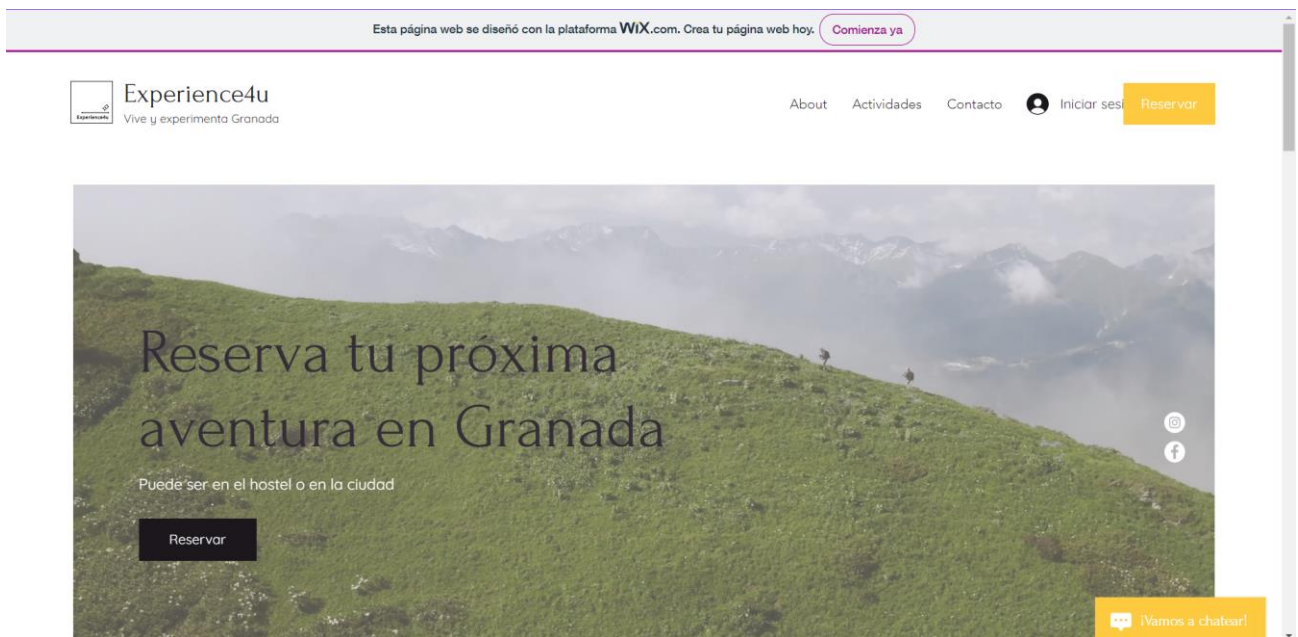 Esta página web se diseñó con la plataforma WiX.com. Crea tu página web hoy. Comienza ya
Experience4u
Experience4u
Vive y experimenta Granada
About Actividades Contacto Iniciar sesi Reservar
Reserva tu próxima
aventura en Granada
Puede ser en el hostel o en la ciudad
Reservar
¡Vamos a chatear!